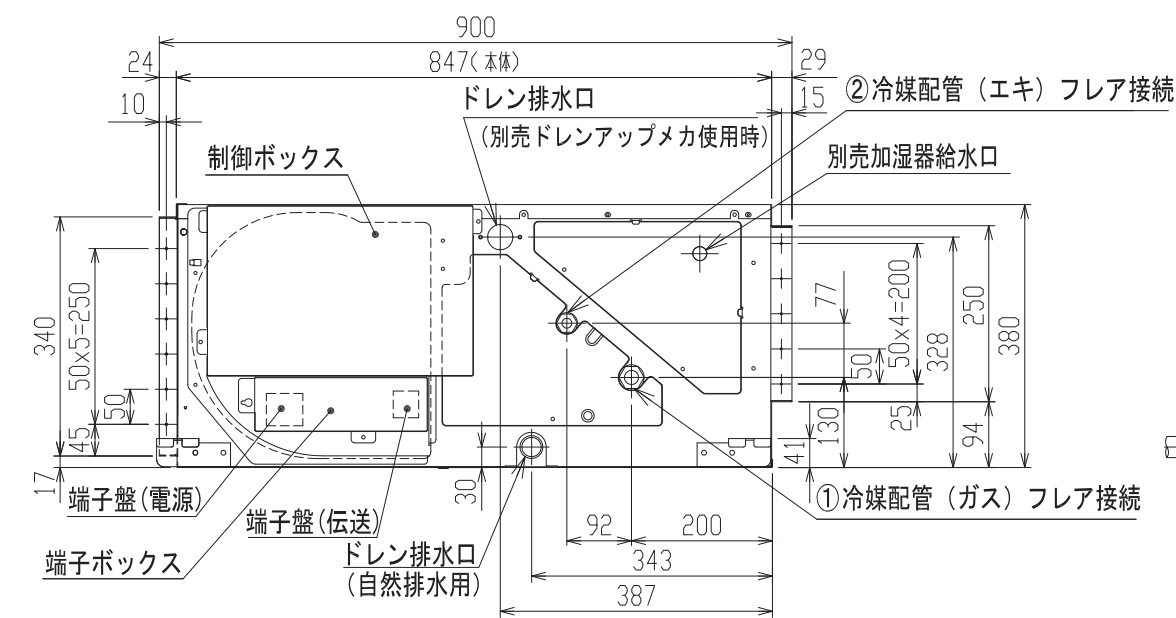 900
24
847(本体)
29
10
15
ドレン排水口
(別売ドレンアップメカ使用時)
②冷媒配管（エキ）フレア接続
制御ボックス
別売加湿器給水口
340
50x5=250
50
45
17
77
50
50x4=200
328
250
380
130
25
94
41
30
端子盤(電源)
端子盤(伝送)
端子ボックス
ドレン排水口
(自然排水用)
①冷媒配管（ガス）フレア接続
92
200
343
387